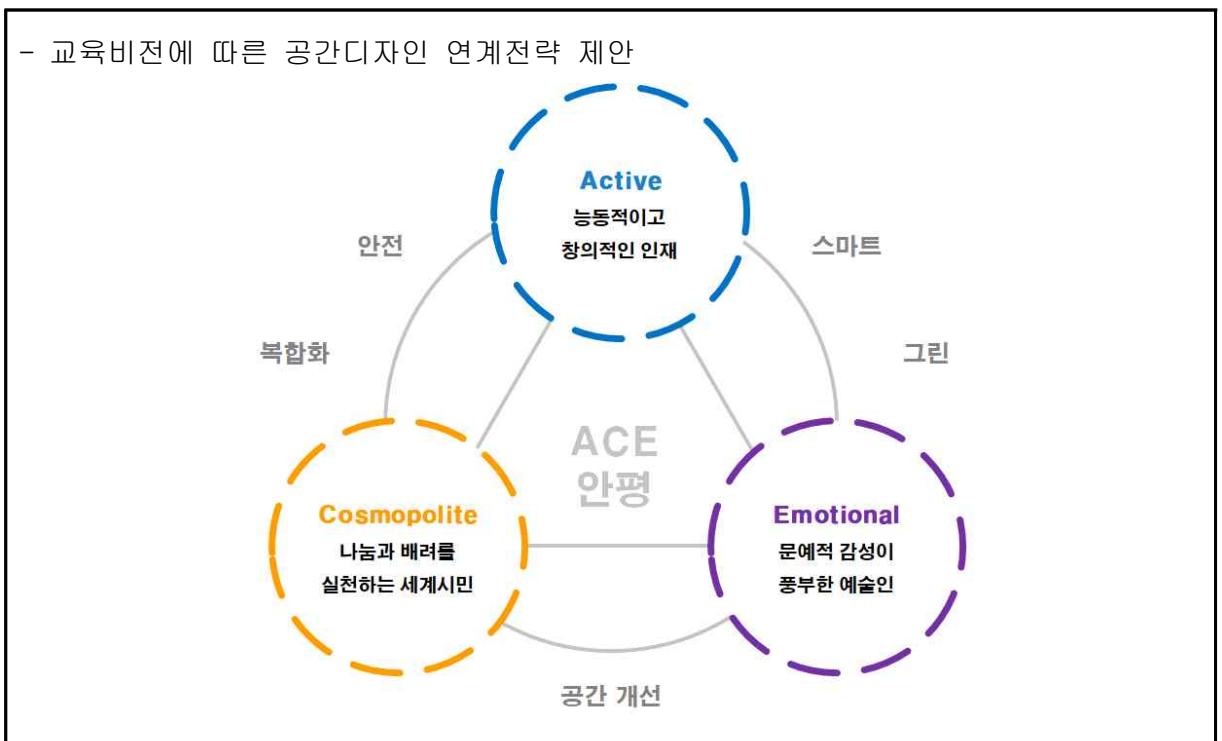 - 교육비전에 따른 공간디자인 연계전략 제안
Active
능동적이고
창의적인 인재
안전
스마트
복합화
그린
ACE
안평
Cosmopolite
나눔과 배려를
실천하는 세계시민
Emotional
문예적 감성이
풍부한 예술인
공간 개선